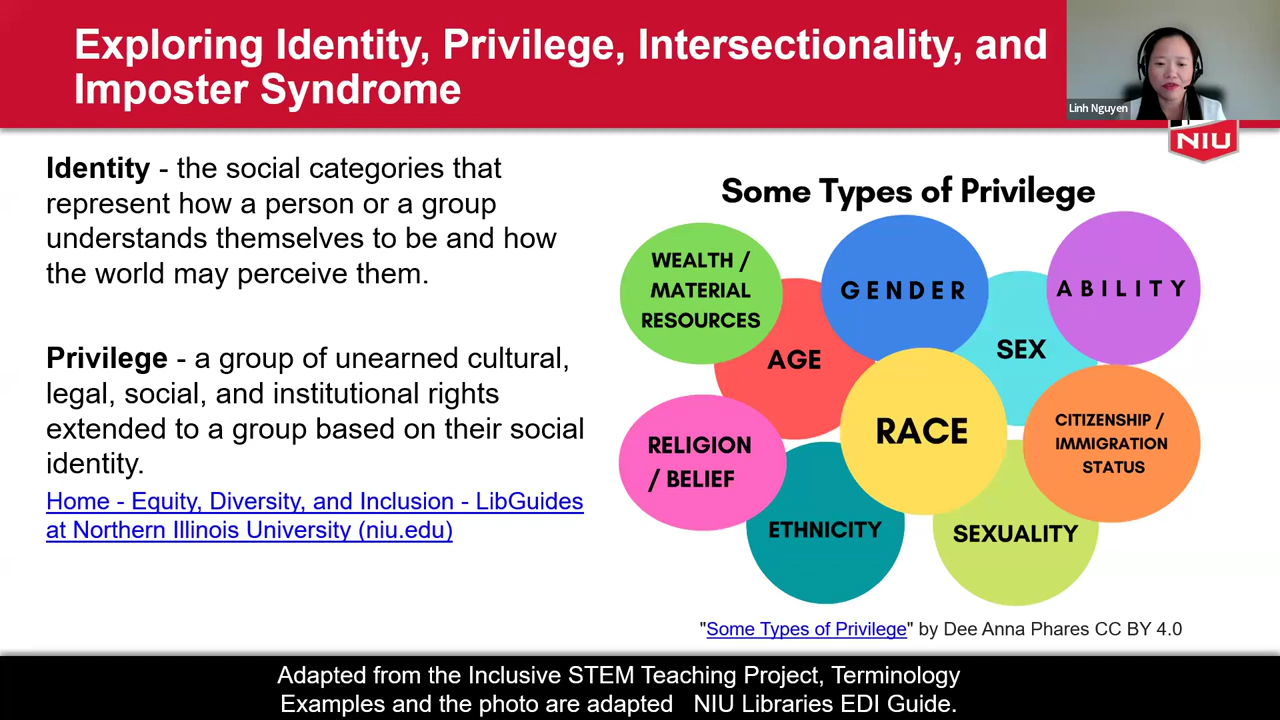 Exploring Identity, Privilege, Intersectionality, and
Imposter Syndrome
Linh Nguyen
NIU
Identity - the social categories that
represent how a person or a group
understands themselves to be and how
the world may perceive them.
Privilege - a group of unearned cultural,
legal, social, and institutional rights
extended to a group based on their social
identity.
Home - Equity, Diversity, and Inclusion - LibGuides
at Northern Illinois University (niu.edu)
Some Types of Privilege
WEALTH /
MATERIAL
RESOURCES
GENDER
ABILITY
AGE
SEX
RACE
CITIZENSHIP /
IMMIGRATION
STATUS
RELIGION
/ BELIEF
ETHNICITY
SEXUALITY
"Some Types of Privilege" by Dee Anna Phares CC BY 4.0
Adapted from the Inclusive STEM Teaching Project, Terminology
Examples and the photo are adapted NIU Libraries EDI Guide.